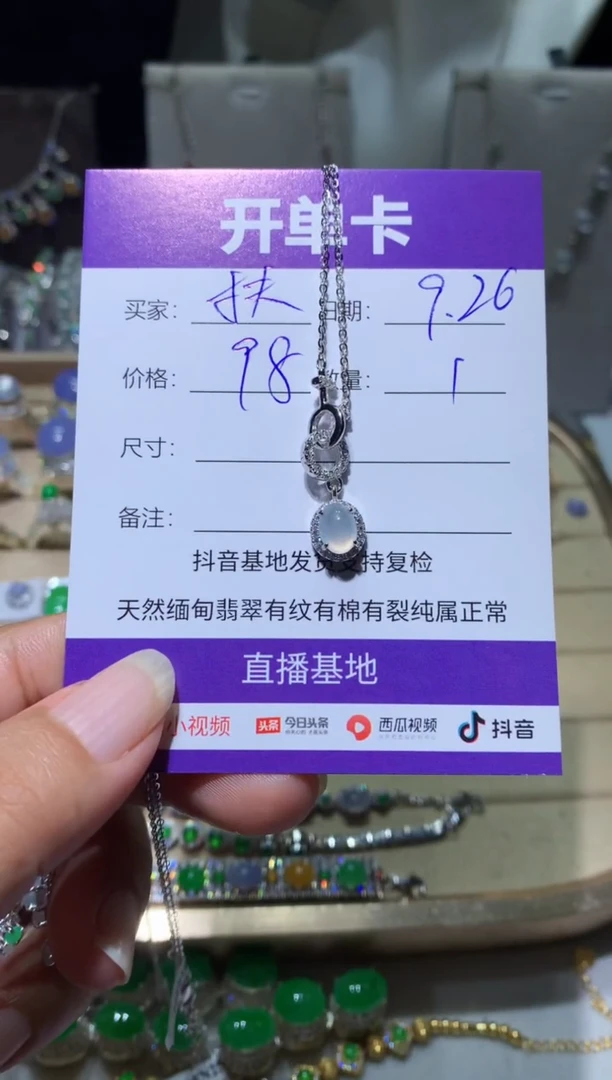 开单卡
买家: 扶 日期: 9.26
价格: 98 数量: 1
尺寸:
备注:
抖音基地发货支持复检
天然缅甸翡翠有纹有棉有裂纯属正常
直播基地
小视频 头条 今日头条 西瓜视频 抖音